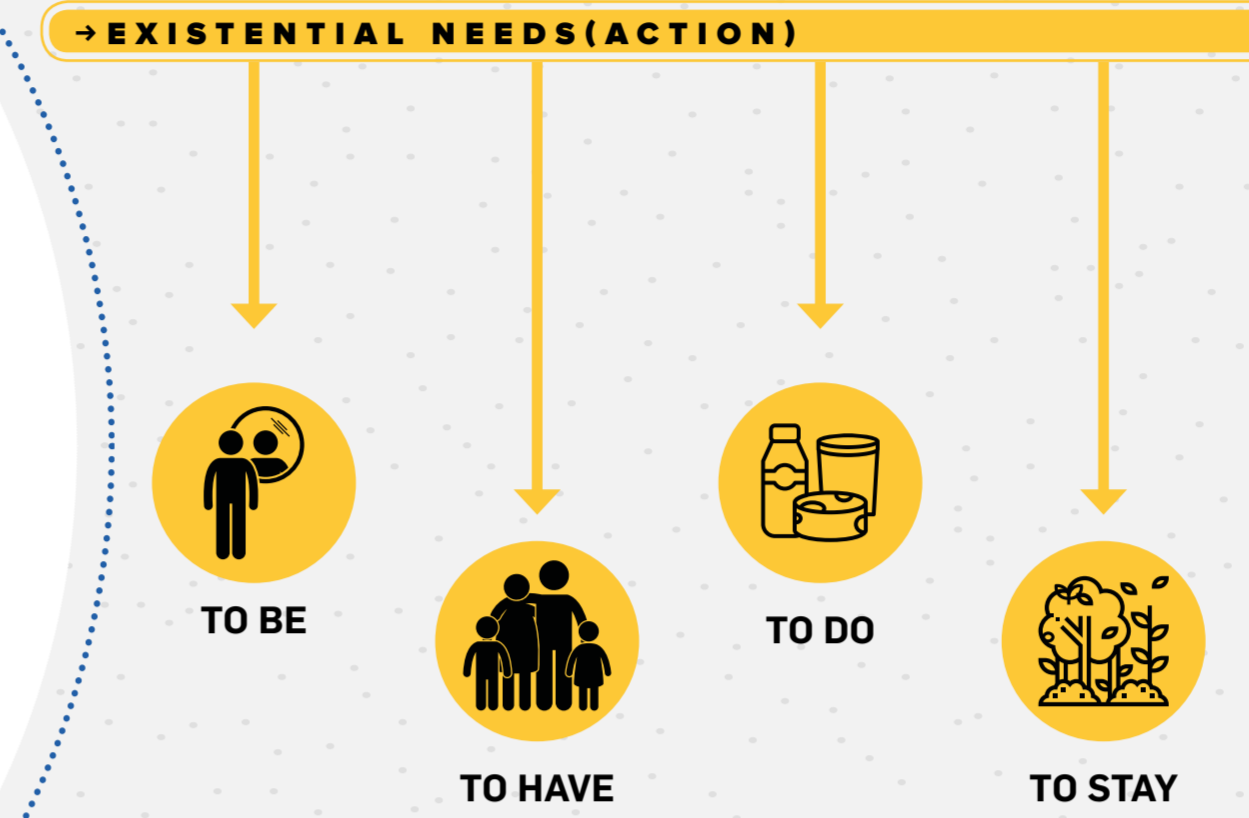 → EXISTENTIAL NEEDS(ACTION)
TO BE
TO HAVE
TO DO
TO STAY